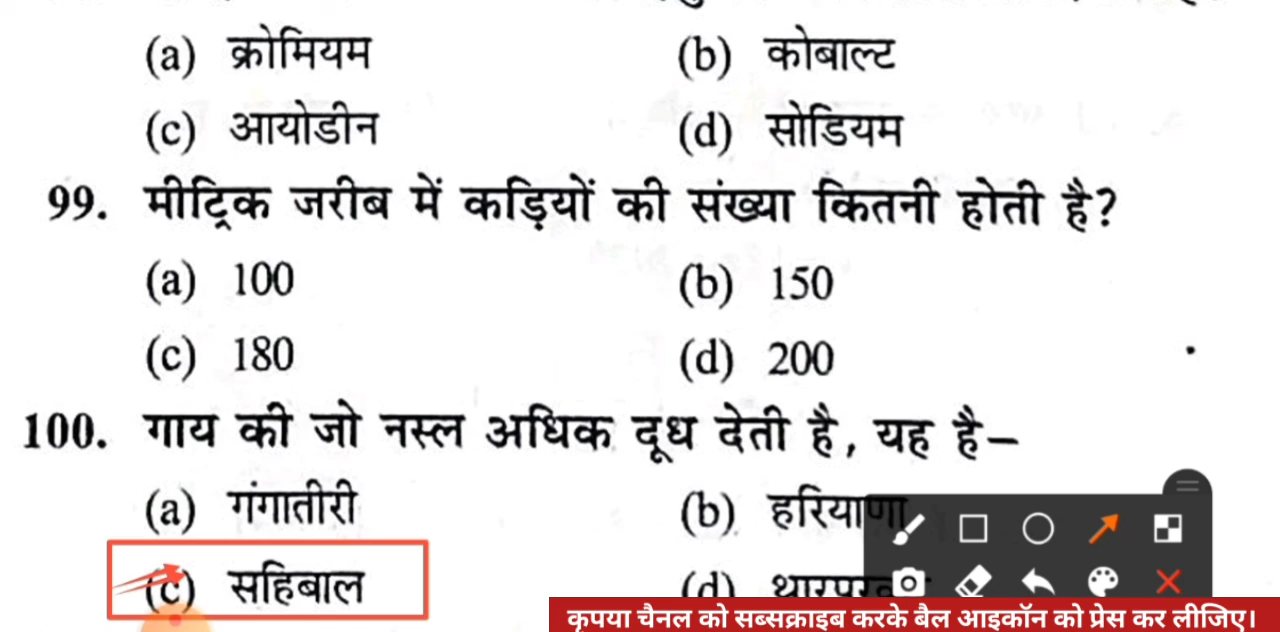 (a) क्रोमियम (b) कोबाल्ट
(c) आयोडीन (d) सोडियम
99. मीट्रिक जरीब में कड़ियों की संख्या कितनी होती है?
(a) 100 (b) 150
(c) 180 (d) 200
100. गाय की जो नस्ल अधिक दूध देती है, यह है–
(a) गंगातीरी (b) हरियाणा
(c) सहिबाल (d)
कृपया चैनल को सब्सक्राइब करके बैल आइकॉन को प्रेस कर लीजिए।